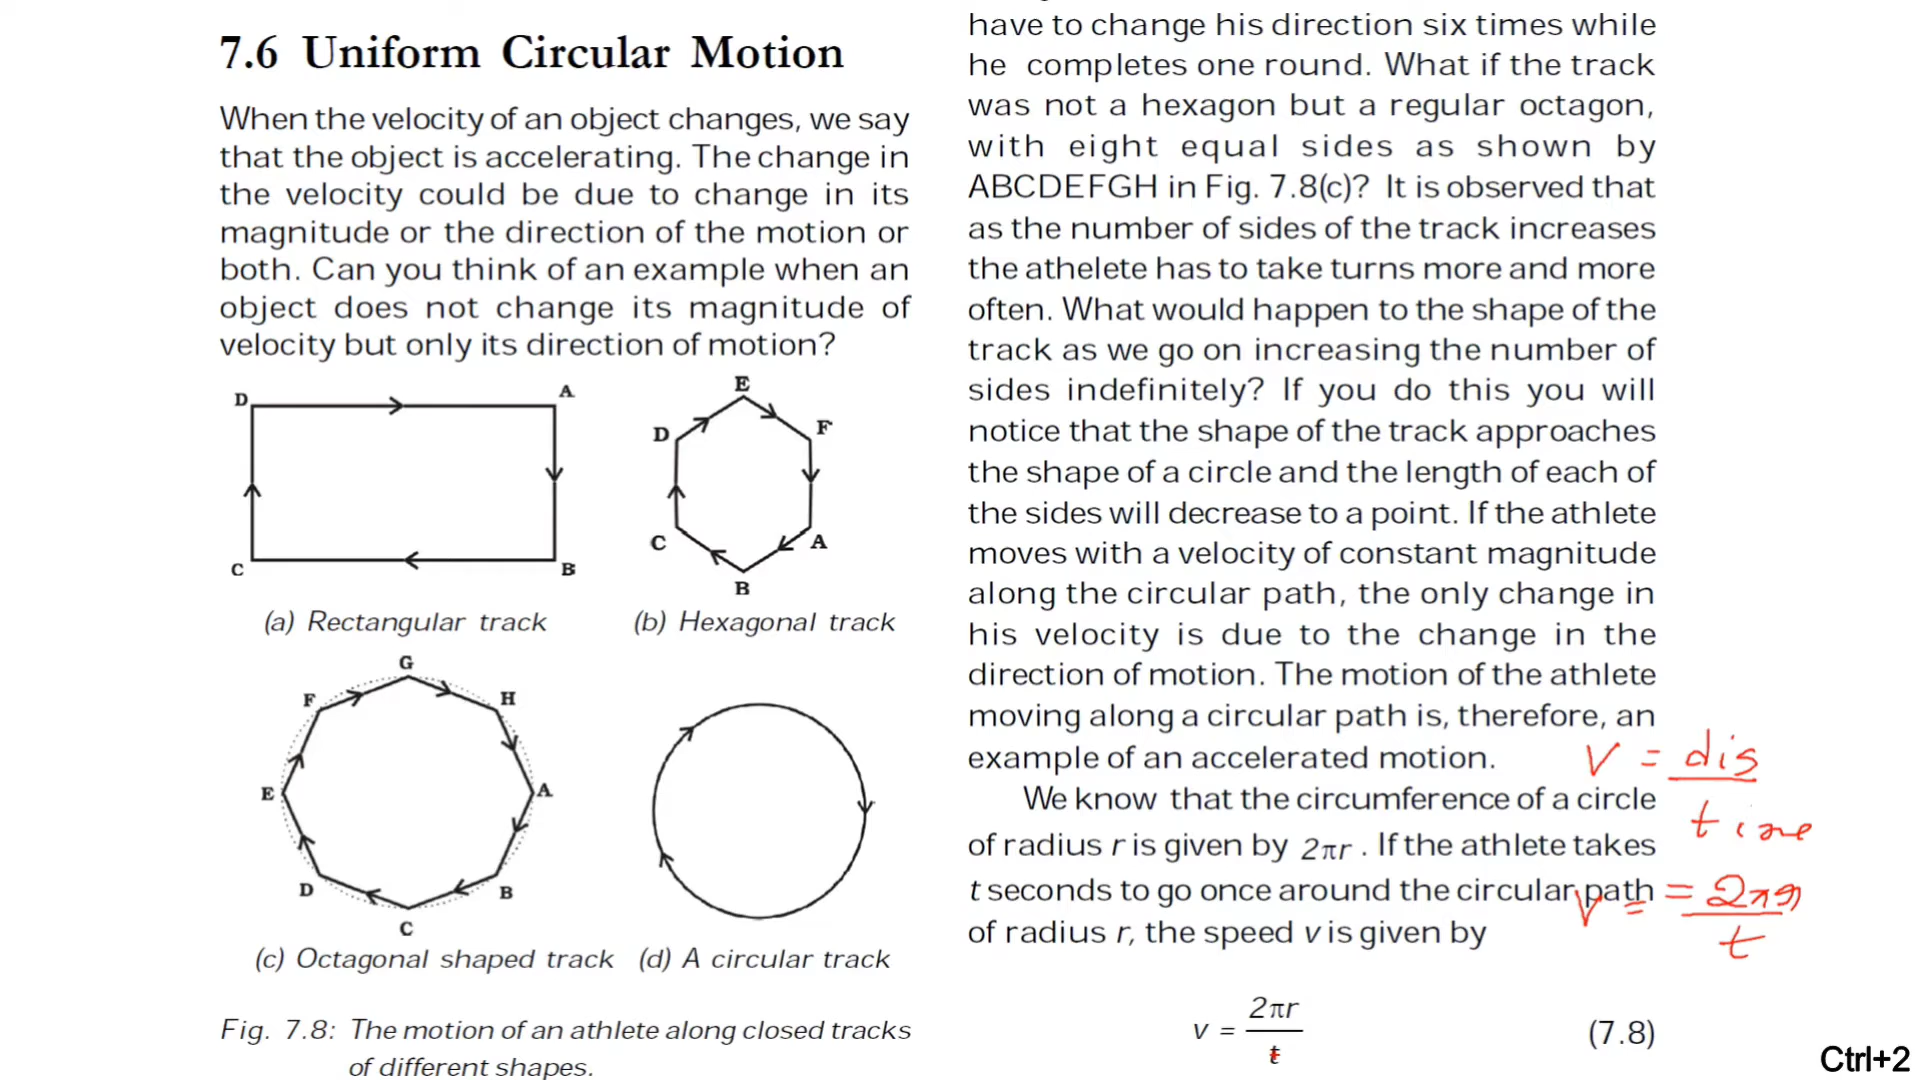 7.6 Uniform Circular Motion
When the velocity of an object changes, we say
that the object is accelerating. The change in
the velocity could be due to change in its
magnitude or the direction of the motion or
both. Can you think of an example when an
object does not change its magnitude of
velocity but only its direction of motion?
D
A
C
B
(a) Rectangular track
E
D
F
C
A
B
(b) Hexagonal track
G
F
H
E
A
D
B
C
(c) Octagonal shaped track
(d) A circular track
Fig. 7.8: The motion of an athlete along closed tracks
of different shapes.
have to change his direction six times while
he completes one round. What if the track
was not a hexagon but a regular octagon,
with eight equal sides as shown by
ABCDEFGH in Fig. 7.8(c)? It is observed that
as the number of sides of the track increases
the athelete has to take turns more and more
often. What would happen to the shape of the
track as we go on increasing the number of
sides indefinitely? If you do this you will
notice that the shape of the track approaches
the shape of a circle and the length of each of
the sides will decrease to a point. If the athlete
moves with a velocity of constant magnitude
along the circular path, the only change in
his velocity is due to the change in the
direction of motion. The motion of the athlete
moving along a circular path is, therefore, an
example of an accelerated motion.
We know that the circumference of a circle
of radius r is given by 2πr . If the athlete takes
t seconds to go once around the circular path
of radius r, the speed v is given by
v = 2πr
t
(7.8)
v = dis
time
v = = 2πr
t
Ctrl+2